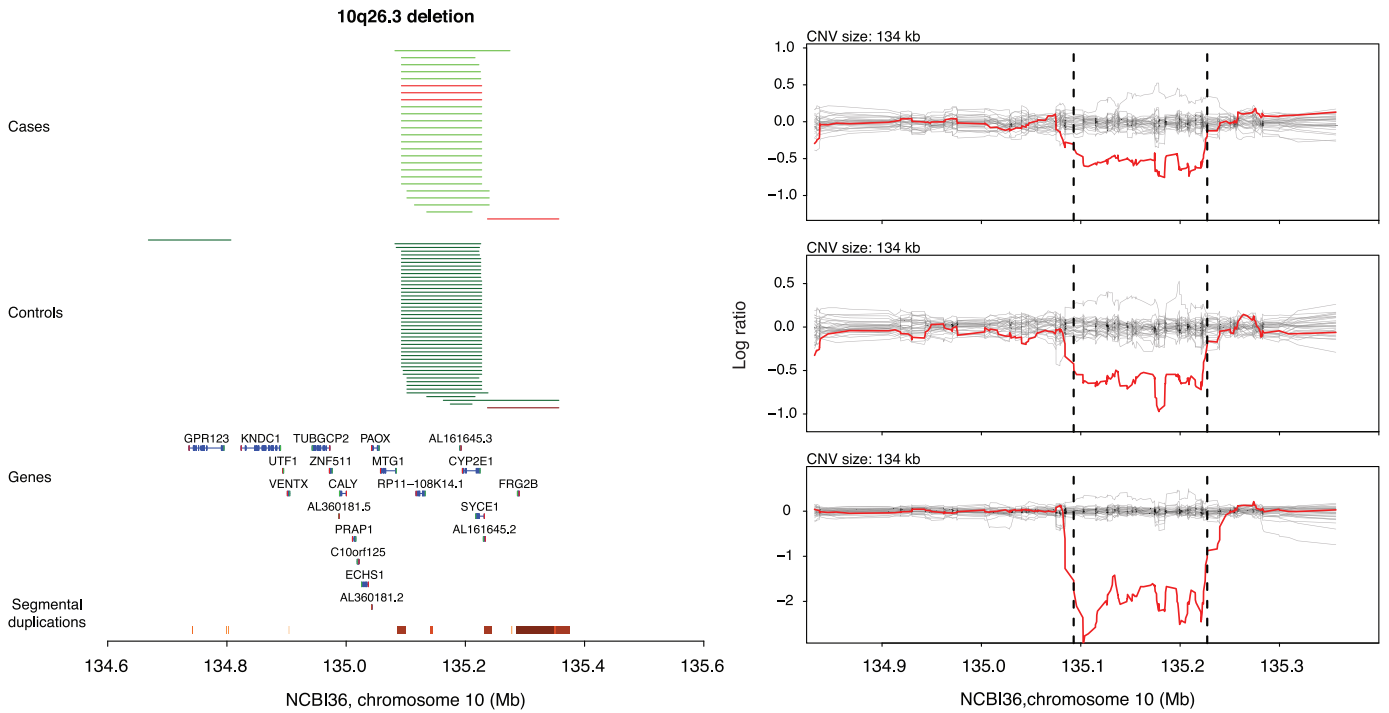 10q26.3 deletion
Cases
Controls
Genes
GPR123 KNDC1 TUBGCP2 PAOX AL161645.3
UTF1 ZNF511 MTG1 CYP2E1
VENTX CALY RP11−108K14.1 FRG2B
AL360181.5 SYCE1
PRAP1 AL161645.2
C10orf125
ECHS1
AL360181.2
Segmental
duplications
134.6 134.8 135.0 135.2 135.4 135.6
NCBI36, chromosome 10 (Mb)
CNV size: 134 kb
1.0
0.5
0.0
−0.5
−1.0
CNV size: 134 kb
0.5
0.0
−0.5
−1.0
Log ratio
CNV size: 134 kb
0
−1
−2
134.9 135.0 135.1 135.2 135.3
NCBI36,chromosome 10 (Mb)